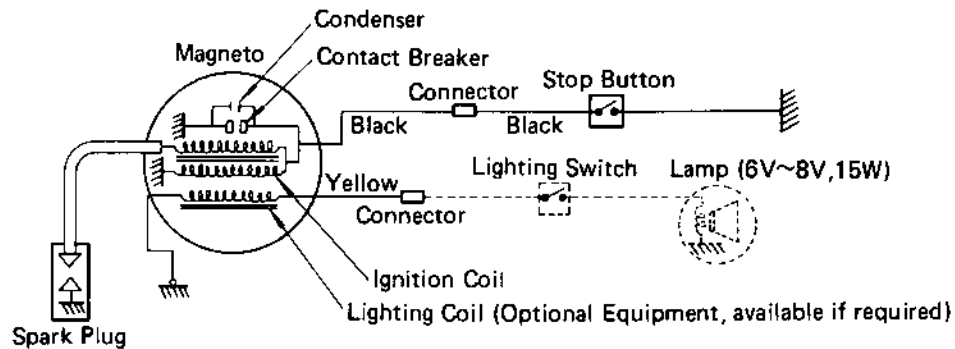 Condenser
Magneto
Contact Breaker
Connector
Stop Button
Black
Black
Lighting Switch
Lamp (6V~8V,15W)
Yellow
Connector
Ignition Coil
Lighting Coil (Optional Equipment, available if required)
Spark Plug